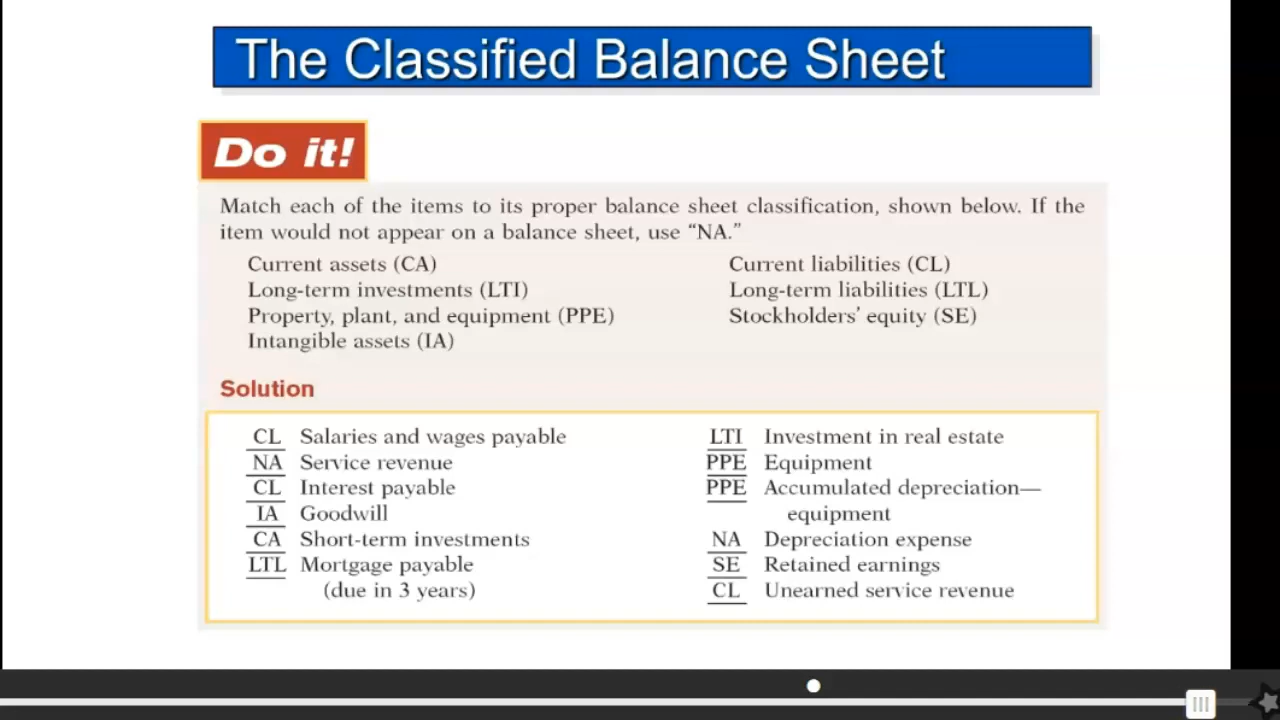 The Classified Balance Sheet
Do it!
Match each of the items to its proper balance sheet classification, shown below. If the
item would not appear on a balance sheet, use “NA.”
Current assets (CA)
Long-term investments (LTI)
Property, plant, and equipment (PPE)
Intangible assets (IA)
Current liabilities (CL)
Long-term liabilities (LTL)
Stockholders’ equity (SE)
Solution
CL Salaries and wages payable
NA Service revenue
CL Interest payable
IA Goodwill
CA Short-term investments
LTL Mortgage payable
(due in 3 years)
LTI Investment in real estate
PPE Equipment
PPE Accumulated depreciation—
equipment
NA Depreciation expense
SE Retained earnings
CL Unearned service revenue